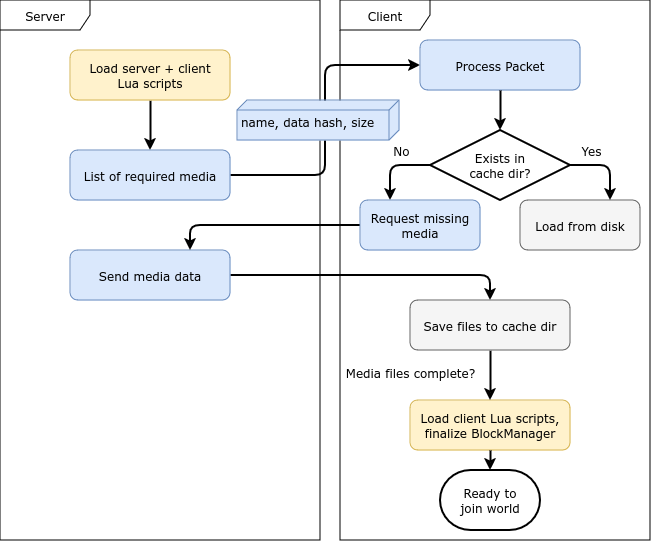 Server
Client
Load server + client
Lua scripts
Process Packet
name, data hash, size
List of required media
No
Exists in
cache dir?
Yes
Request missing
media
Load from disk
Send media data
Save files to cache dir
Media files complete?
Load client Lua scripts,
finalize BlockManager
Ready to
join world